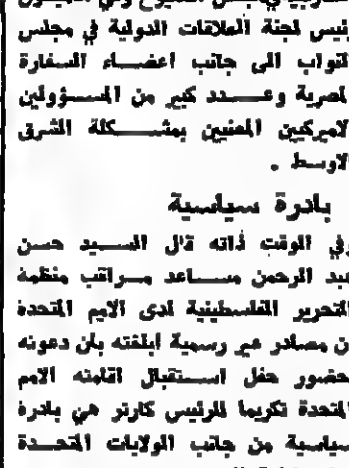 رئيس لجنة العلاقات الدولية في مجلس
النواب الى جانب اعضاء السفارة
المصرية وعدد كبير من المسؤولين
الاميركيين المعنيين بمشكلة الشرق
الاوسط .
بادرة سياسية
وفي الوقت ذاته قال السيد حسن
عبد الرحمن مساعد مراقب منظمة
التحرير الفلسطينية لدى الامم المتحدة
ان مصادر غير رسمية ابلغته بأن دعوته
لحضور حفل استقبال اقامته الامم
المتحدة تكريما للرئيس كارتر هي بادرة
سياسية من جانب الولايات المتحدة